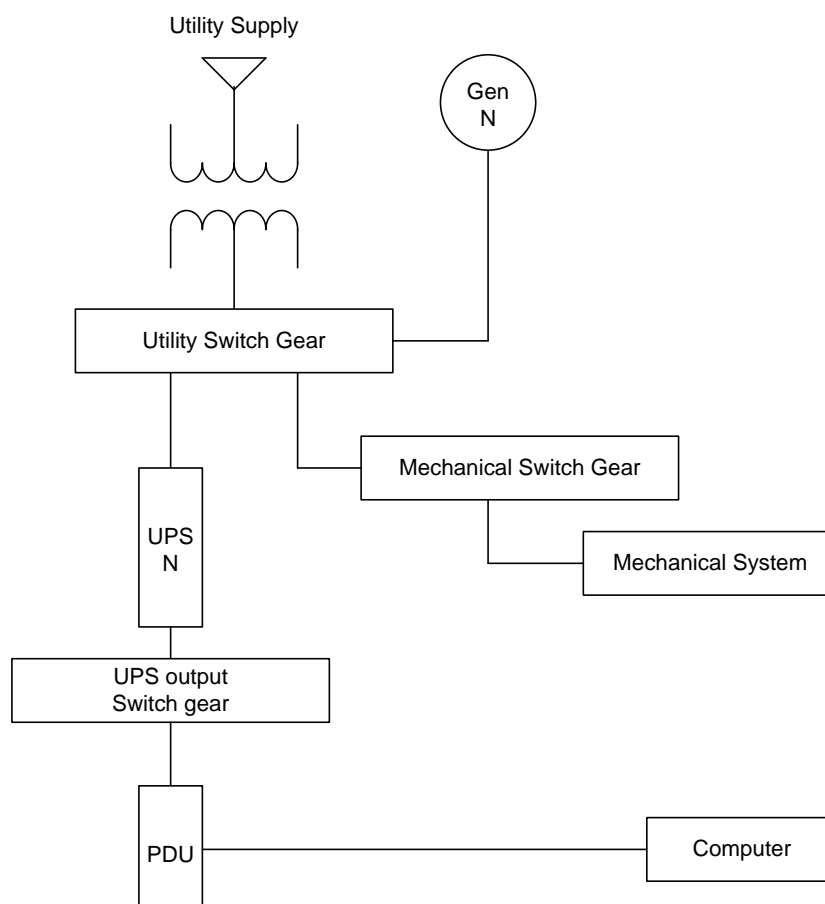 Utility Supply
Gen
N
Utility Switch Gear
Mechanical Switch Gear
UPS
N
Mechanical System
UPS output
Switch gear
PDU
Computer